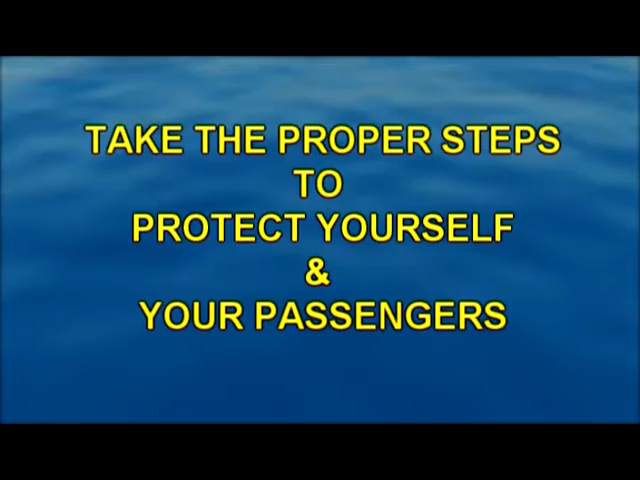 TAKE THE PROPER STEPS
TO
PROTECT YOURSELF
&
YOUR PASSENGERS